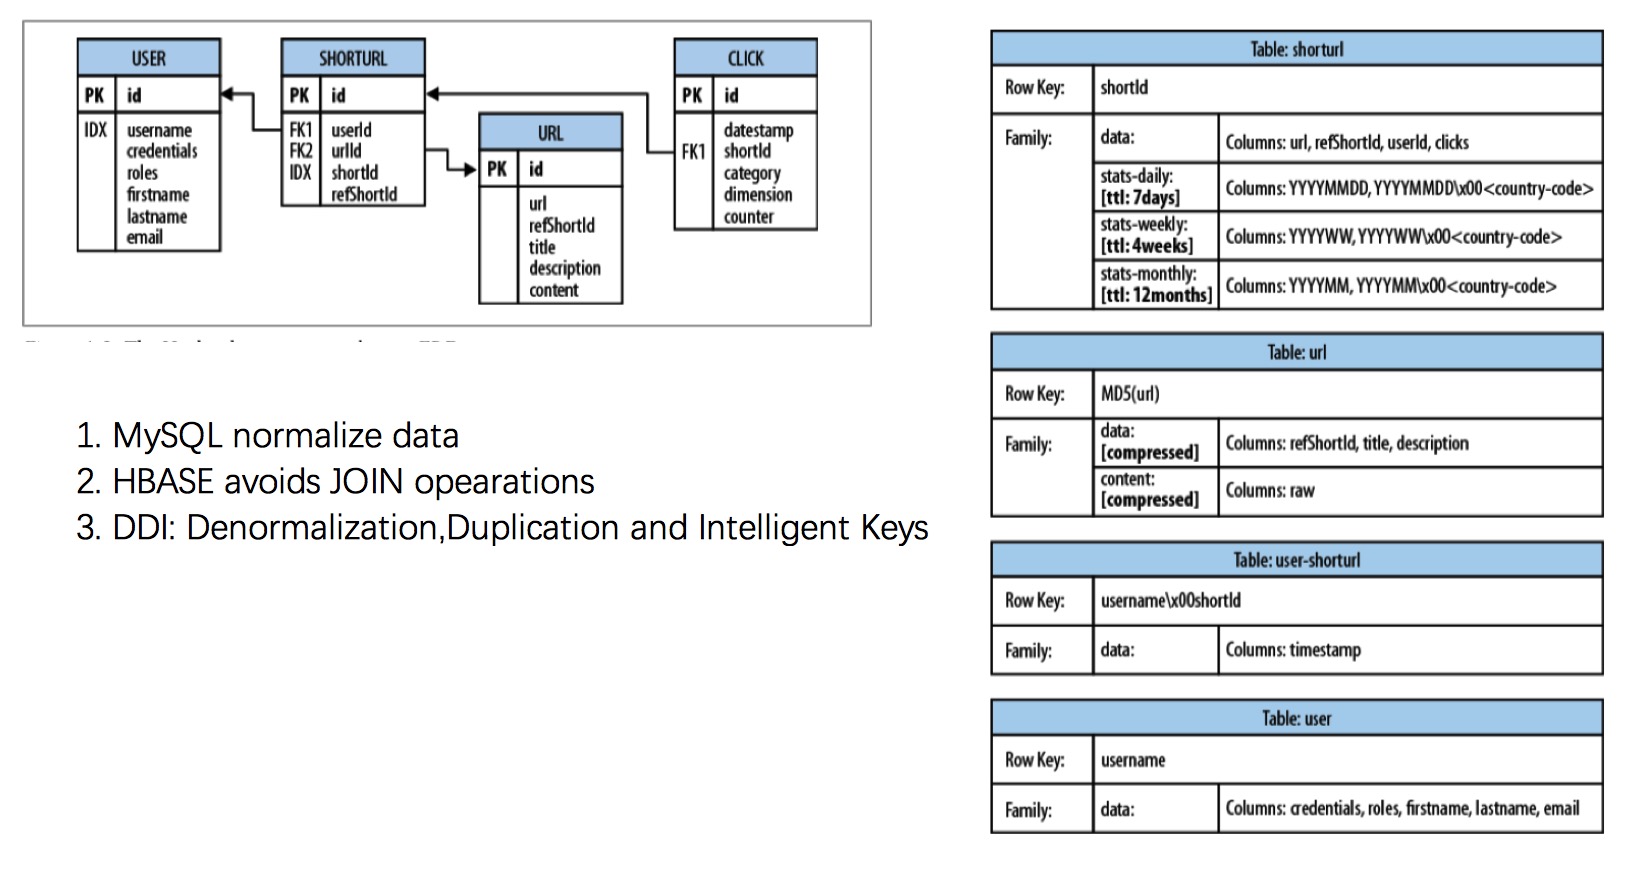 USER
PK id
IDX username
credentials
roles
firstname
lastname
email
SHORTURL
PK id
FK1 userId
FK2 urlId
IDX shortId
refShortId
URL
PK id
url
refShortId
title
description
content
CLICK
PK id
datestamp
FK1 shortId
category
dimension
counter
1. MySQL normalize data
2. HBASE avoids JOIN opearations
3. DDI: Denormalization,Duplication and Intelligent Keys
Table: shorturl
Row Key: shortId
Family: data: Columns: url, refShortId, userId, clicks
stats-daily:
[ttl: 7days] Columns: YYYYMMDD, YYYYMMDD\x00<country-code>
stats-weekly:
[ttl: 4weeks] Columns: YYYYWW, YYYYWW\x00<country-code>
stats-monthly:
[ttl: 12months] Columns: YYYYMM, YYYYMM\x00<country-code>
Table: url
Row Key: MD5(url)
Family: data:
[compressed] Columns: refShortId, title, description
content:
[compressed] Columns: raw
Table: user-shorturl
Row Key: username\x00shortId
Family: data: Columns: timestamp
Table: user
Row Key: username
Family: data: Columns: credentials, roles, firstname, lastname, email